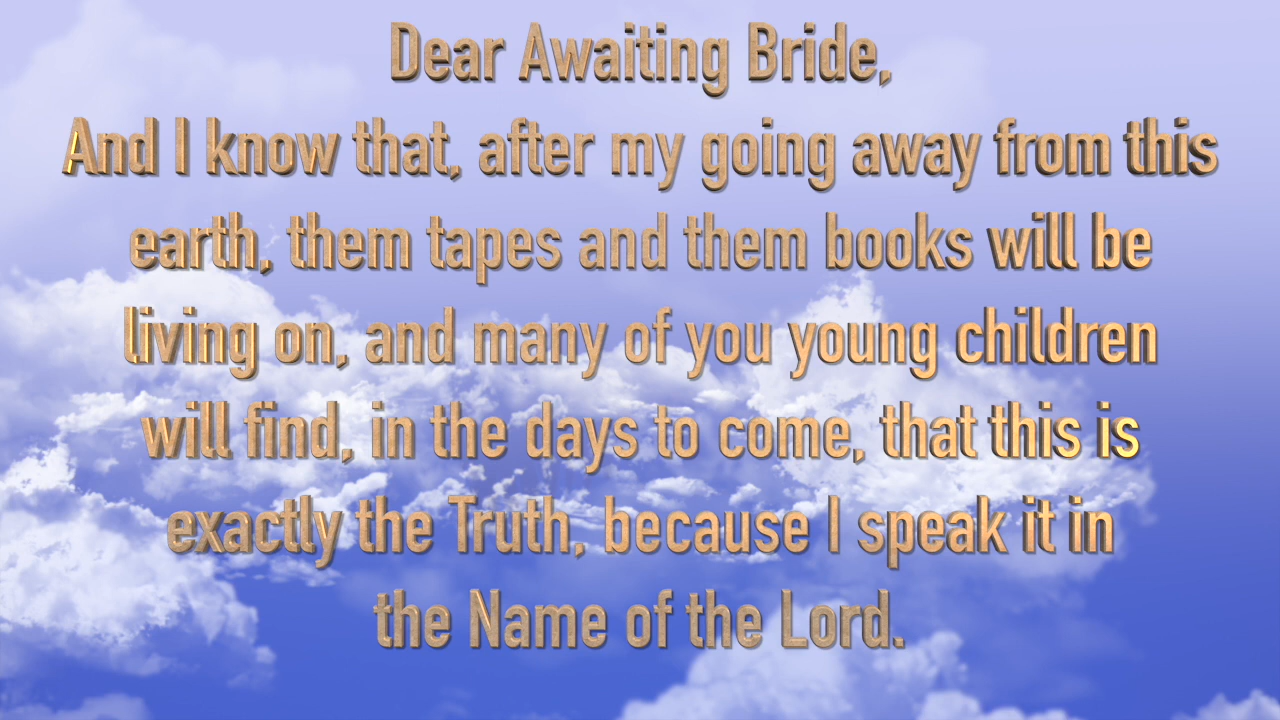 Dear Awaiting Bride,
And I know that, after my going away from this
earth, them tapes and them books will be
living on, and many of you young children
will find, in the days to come, that this is
exactly the Truth, because I speak it in
the Name of the Lord.